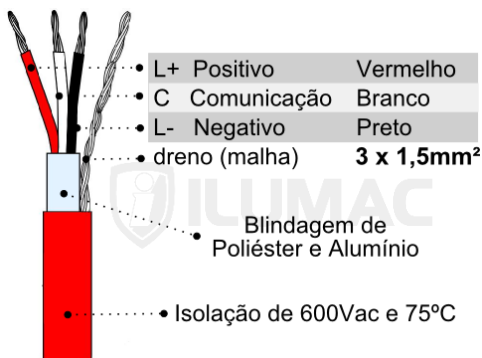 L+ Positivo Vermelho
C Comunicação Branco
L- Negativo Preto
dreno (malha) 3 x 1,5mm²
ILUMAC
Blindagem de
Poliéster e Alumínio
Isolação de 600Vac e 75ºC